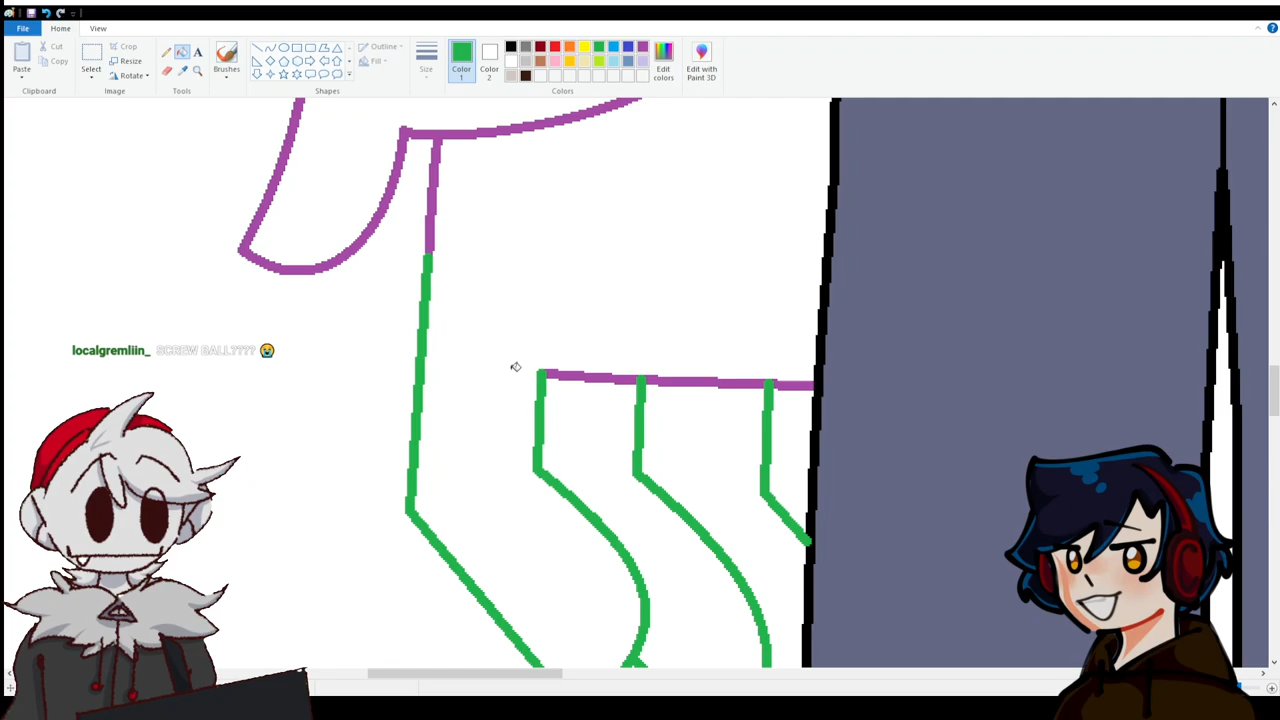 File
Home
View
Paste
Cut
Copy
Clipboard
Select
Crop
Resize
Rotate
Image
Tools
Brushes
Shapes
Outline
Fill
Size
Color 1
Color 2
Colors
Edit colors
Edit with Paint 3D
localgremliin_ SCREW BALL???? 😭